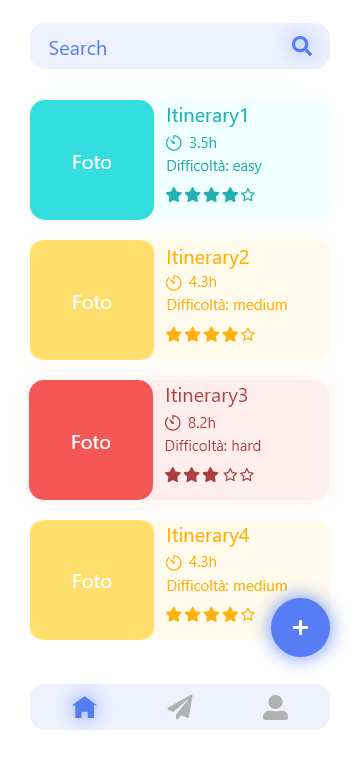 Search
Foto
Itinerary1
3.5h
Difficoltà: easy
Foto
Itinerary2
4.3h
Difficoltà: medium
Foto
Itinerary3
8.2h
Difficoltà: hard
Foto
Itinerary4
4.3h
Difficoltà: medium
+